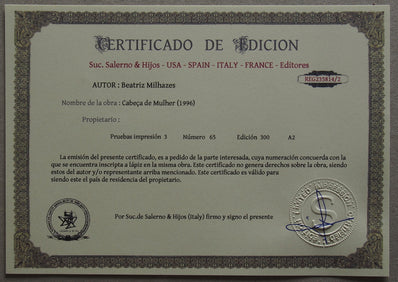 CERTIFICADO DE EDICION
Suc. Salerno & Hijos - USA - SPAIN - ITALY - FRANCE - Editores
REG235814/2
AUTOR : Beatriz Milhazes
Nombre de la obra : Cabeça de Mulher (1996)
Propietario :
Pruebas impresión 3 Número 65 Edición 300 A2
La emisión del presente certificado, es a pedido de la parte interesada, cuya numeración concuerda con la
que se encuentra inscripta a lápiz en la misma obra. Este certificado no genera derechos sobre la obra, siendo
estos del autor y/o representante arriba mencionado. Este certificado es válido para
siendo este el país de residencia del propietario.
Por Suc.de Salerno & Hijos (Italy) firmo y signo el presente